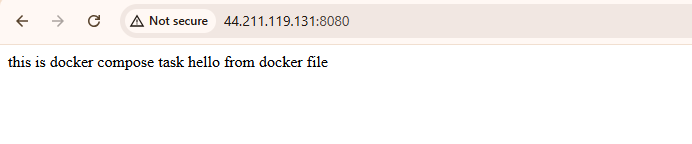 Not secure 44.211.119.131:8080
this is docker compose task hello from docker file